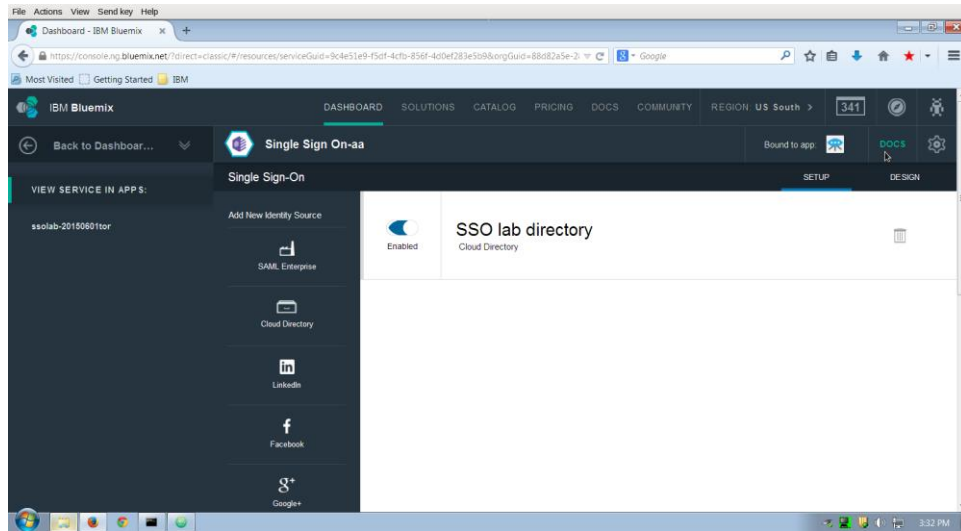 File Actions View Send key Help
Dashboard - IBM Bluemix
Google
Most Visited Getting Started IBM
IBM Bluemix DASHBOARD SOLUTIONS CATALOG PRICING DOCS COMMUNITY REGION: US South > 341
Back to Dashboar... Single Sign On-aa Bound to app: DOCS
Single Sign-On SETUP DESIGN
VIEW SERVICE IN APPS:
ssolab-20150601tor
Add New Identity Source
SAML Enterprise
Cloud Directory
in
LinkedIn
f
Facebook
g+
Google+
Enabled
SSO lab directory
Cloud Directory
3:32 PM